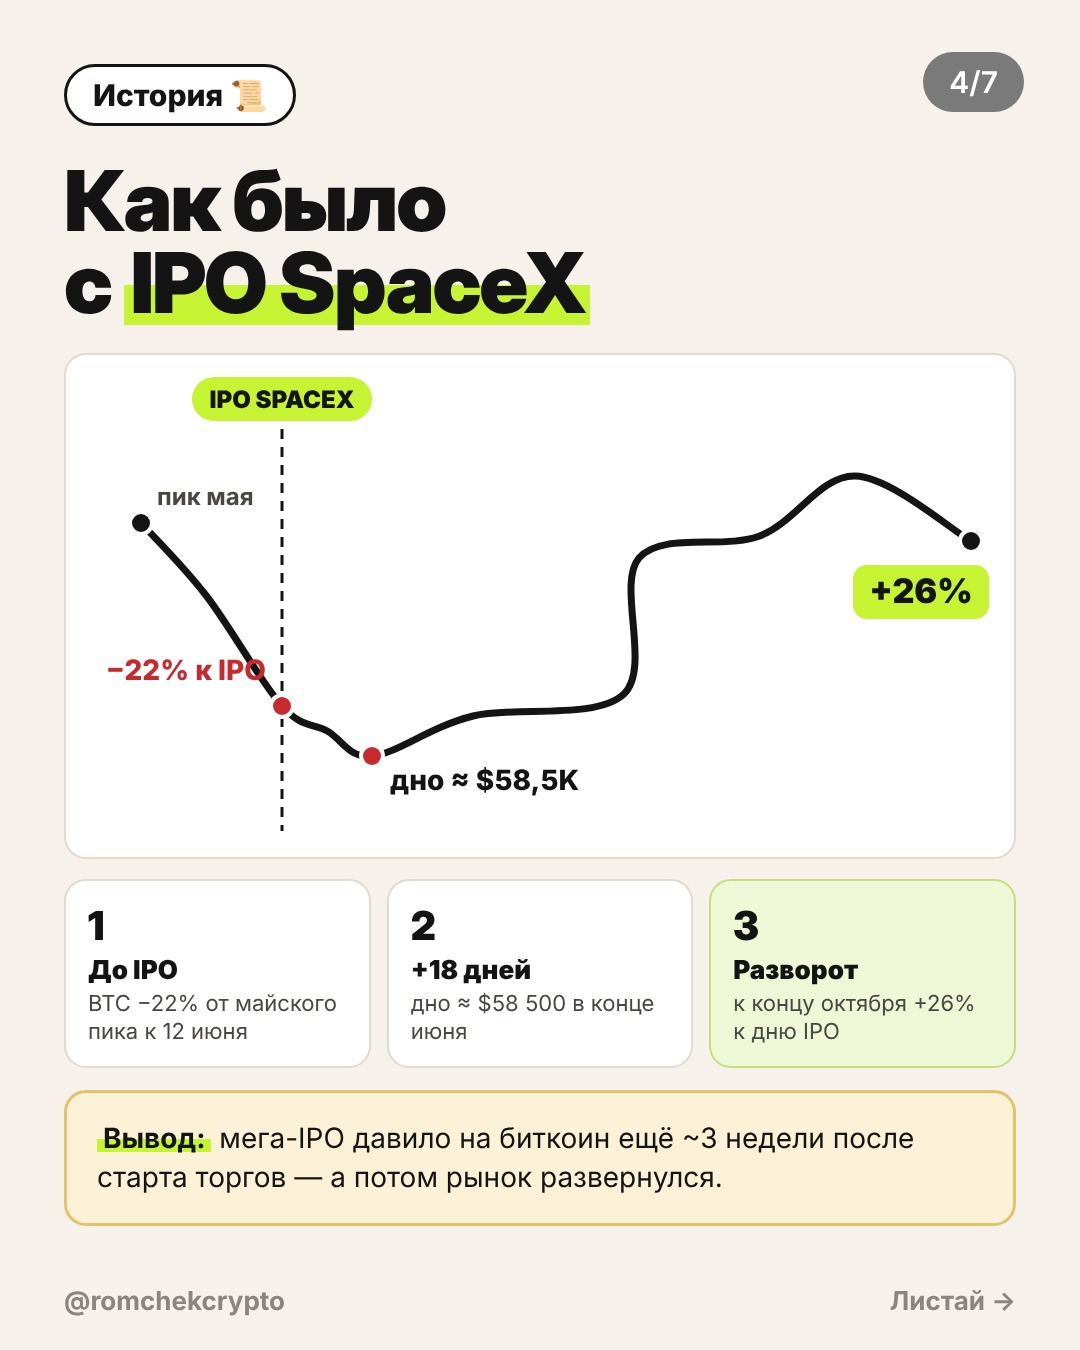 История 📜
4/7
Как было
с IPO SpaceX
IPO SPACEX
пик мая
−22% к IPO
дно ≈ $58,5K
+26%
1
До IPO
BTC −22% от майского
пика к 12 июня
2
+18 дней
дно ≈ $58 500 в конце
июня
3
Разворот
к концу октября +26%
к дню IPO
Вывод: мега-IPO давило на биткоин ещё ~3 недели после
старта торгов — а потом рынок развернулся.
@romchekcrypto
Листай →